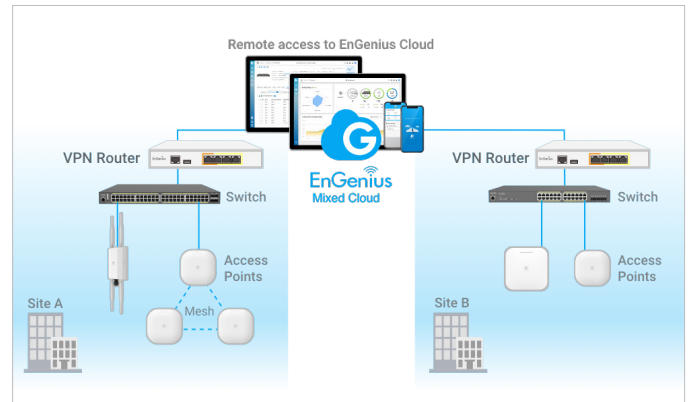 Remote access to EnGenius Cloud
VPN Router
Switch
Access
Points
Mesh
Site A
G
EnGenius
Mixed Cloud
VPN Router
Switch
Access
Points
Site B